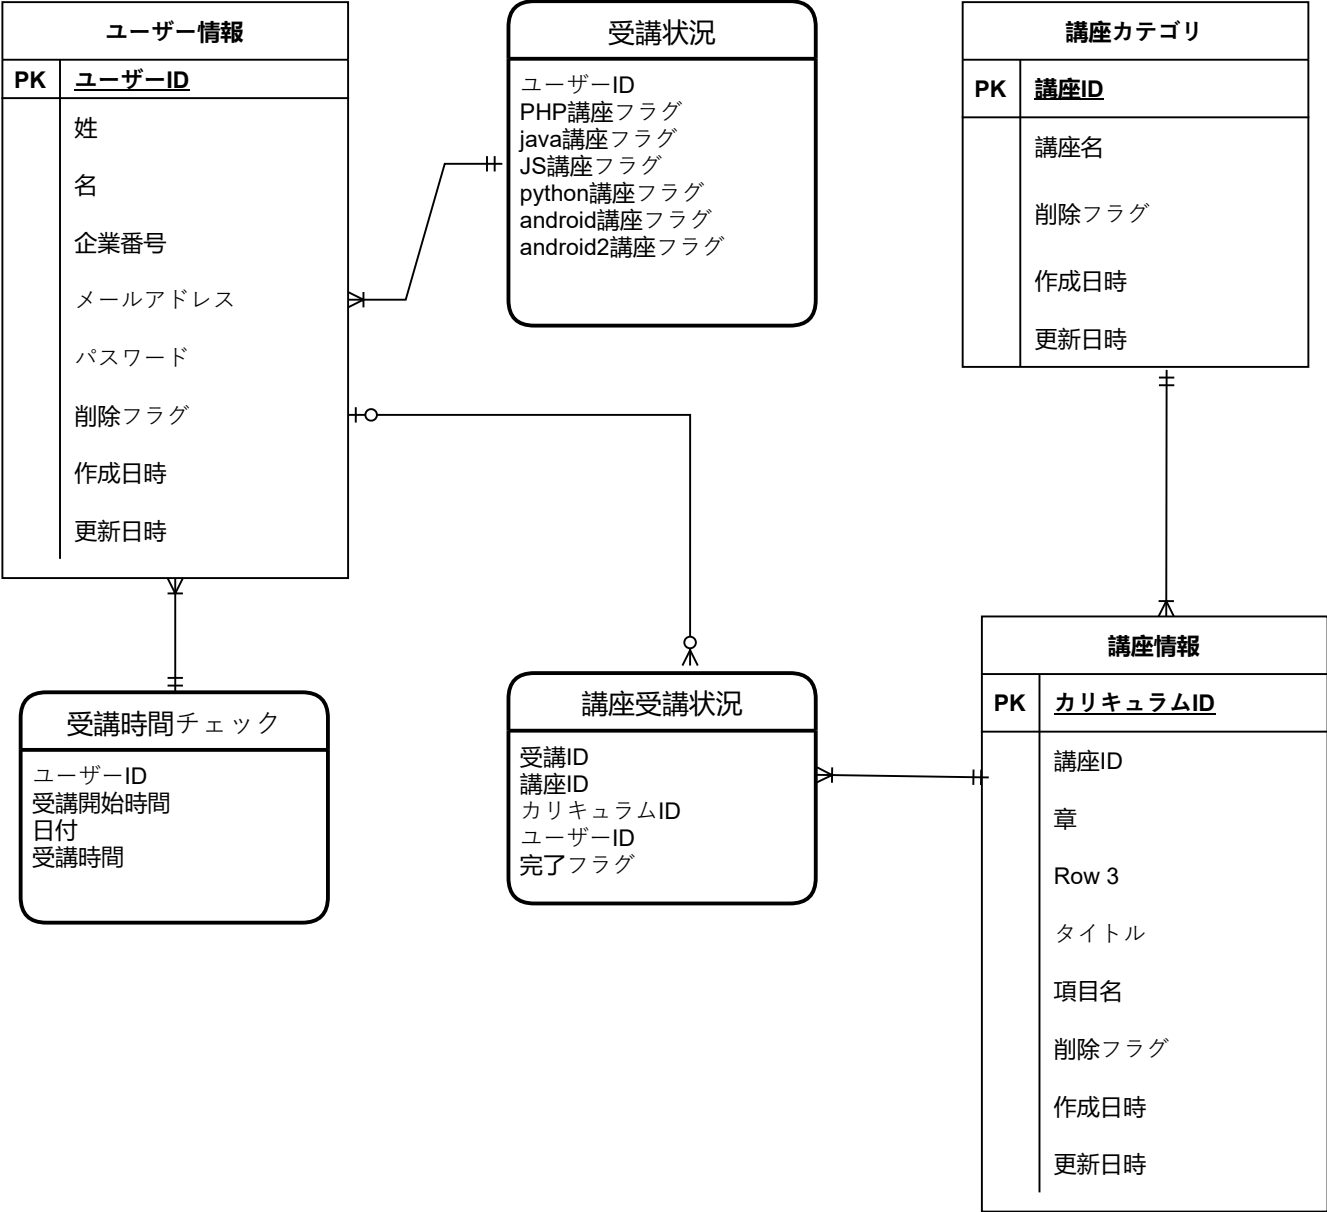 ユーザー情報
PK
ユーザーID
姓
名
企業番号
メールアドレス
パスワード
削除フラグ
作成日時
更新日時
受講状況
ユーザーID
PHP講座フラグ
java講座フラグ
JS講座フラグ
python講座フラグ
android講座フラグ
android2講座フラグ
講座カテゴリ
PK
講座ID
講座名
削除フラグ
作成日時
更新日時
受講時間チェック
ユーザーID
受講開始時間
日付
受講時間
講座受講状況
受講ID
講座ID
カリキュラムID
ユーザーID
完了フラグ
講座情報
PK
カリキュラムID
講座ID
章
Row 3
タイトル
項目名
削除フラグ
作成日時
更新日時